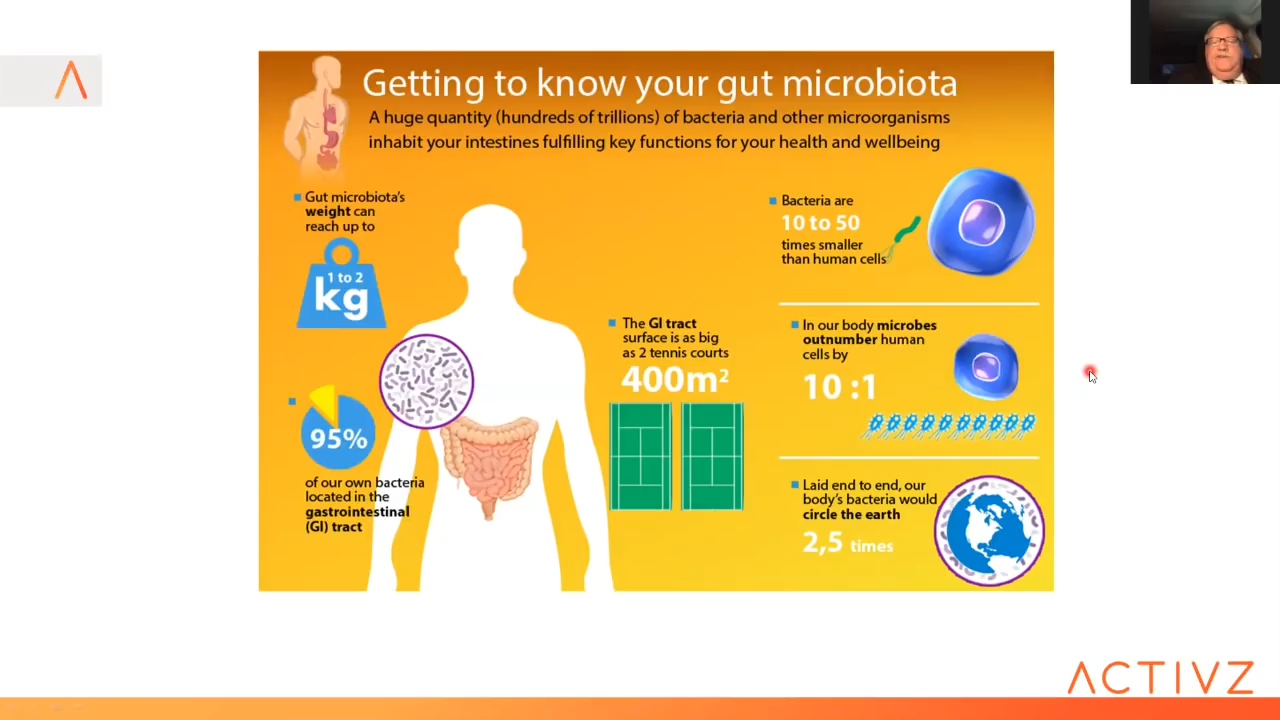 Getting to know your gut microbiota
A huge quantity (hundreds of trillions) of bacteria and other microorganisms
inhabit your intestines fulfilling key functions for your health and wellbeing
Gut microbiota's
weight can
reach up to
1 to 2
kg
95%
of our own bacteria
located in the
gastrointestinal
(GI) tract
The GI tract
surface is as big
as 2 tennis courts
400m²
Bacteria are
10 to 50
times smaller
than human cells
In our body microbes
outnumber human
cells by
10 :1
Laid end to end, our
body's bacteria would
circle the earth
2,5 times
ACTIVZ